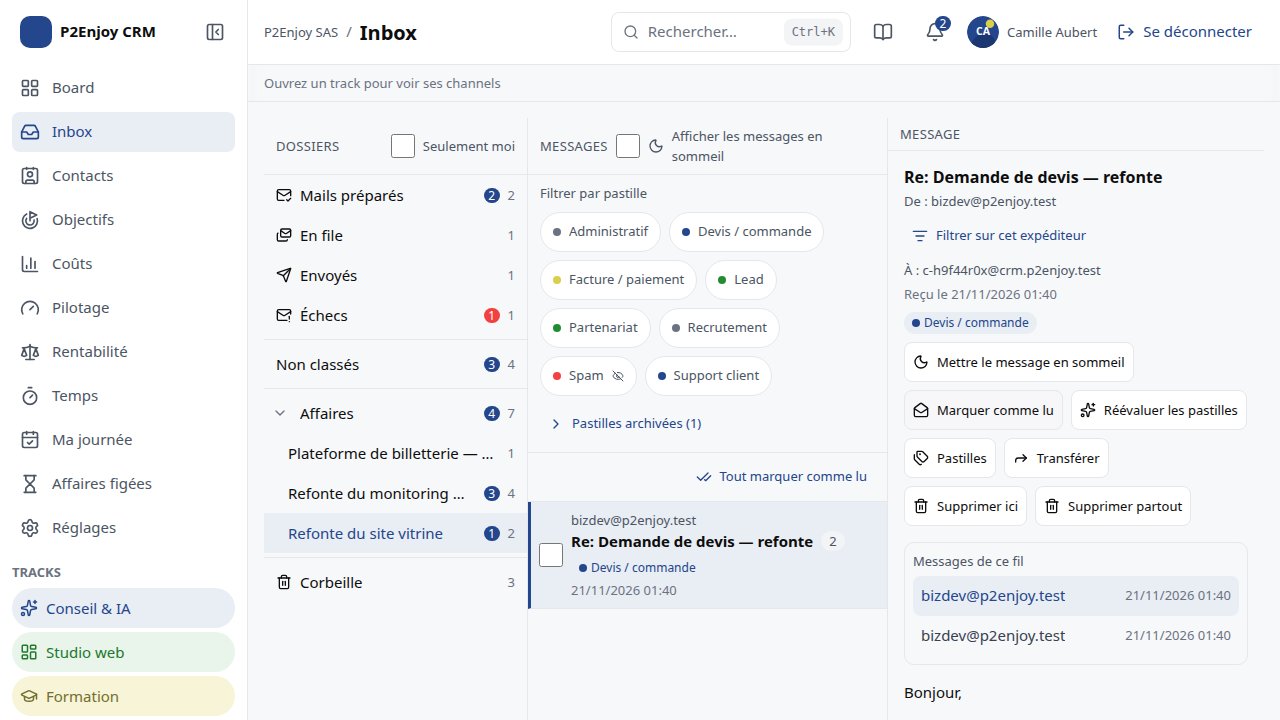 P2Enjoy CRM
Board
Inbox
Contacts
Objectifs
Coûts
Pilotage
Rentabilité
Temps
Ma journée
Affaires figées
Réglages
TRACKS
Conseil & IA
Studio web
Formation
P2Enjoy SAS / Inbox
Rechercher... Ctrl+K
2
CA Camille Aubert
Se déconnecter
Ouvrez un track pour voir ses channels
DOSSIERS Seulement moi
Mails préparés 2 2
En file 1
Envoyés 1
Échecs 1 1
Non classés 3 4
Affaires 4 7
Plateforme de billetterie — ... 1
Refonte du monitoring ... 3 4
Refonte du site vitrine 1 2
Corbeille 3
MESSAGES Afficher les messages en
sommeil
Filtrer par pastille
Administratif Devis / commande
Facture / paiement Lead
Partenariat Recrutement
Spam Support client
Pastilles archivées (1)
Tout marquer comme lu
bizdev@p2enjoy.test
Re: Demande de devis — refonte 2
Devis / commande
21/11/2026 01:40
MESSAGE
Re: Demande de devis — refonte
De : bizdev@p2enjoy.test
Filtrer sur cet expéditeur
À : c-h9f44r0x@crm.p2enjoy.test
Reçu le 21/11/2026 01:40
Devis / commande
Mettre le message en sommeil
Marquer comme lu Réévaluer les pastilles
Pastilles Transférer
Supprimer ici Supprimer partout
Messages de ce fil
bizdev@p2enjoy.test 21/11/2026 01:40
bizdev@p2enjoy.test 21/11/2026 01:40
Bonjour,